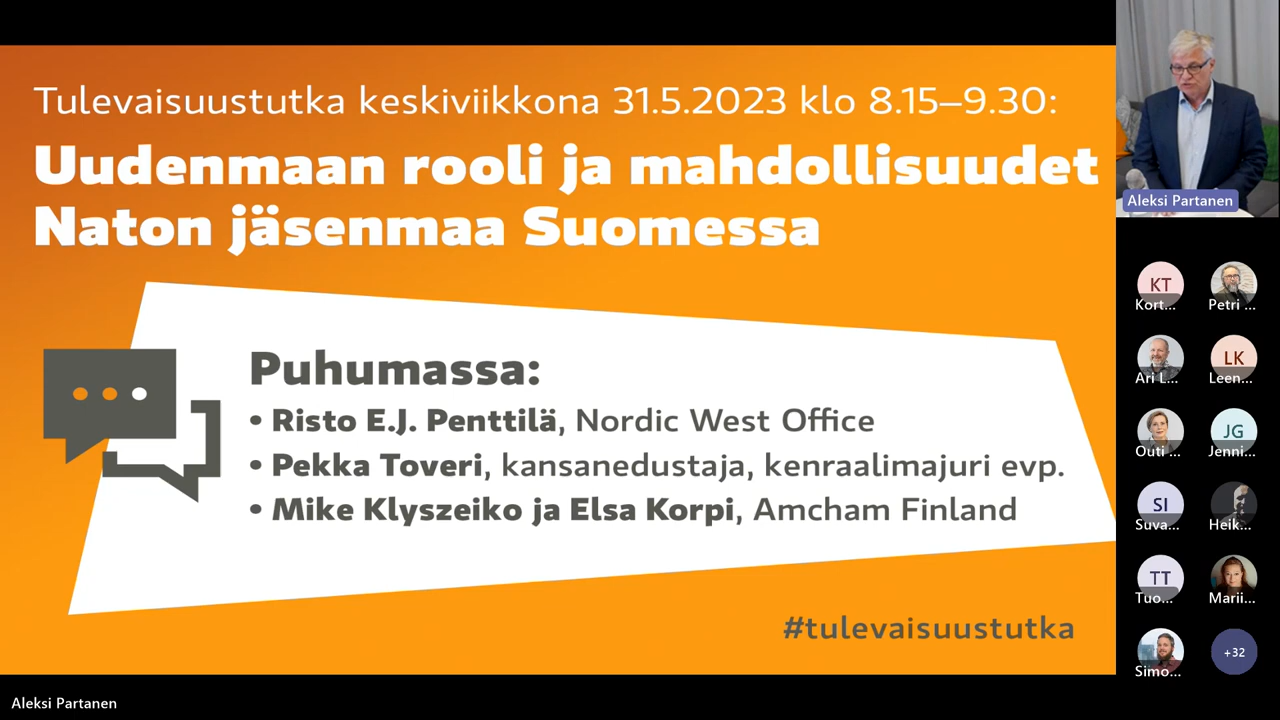 Tulevaisuustutka keskiviikkona 31.5.2023 klo 8.15–9.30:
Uudenmaan rooli ja mahdollisuudet
Naton jäsenmaa Suomessa
Puhumassa:
• Risto E.J. Penttilä, Nordic West Office
• Pekka Toveri, kansanedustaja, kenraalimajuri evp.
• Mike Klyszeiko ja Elsa Korpi, Amcham Finland
#tulevaisuustutka
Aleksi Partanen
KT
Kort...
Petri ...
Ari L...
LK
Leen...
Outi ...
JG
Jenni...
SI
Suva...
Heik...
TT
Tuo...
Marii...
Simo...
+32
Aleksi Partanen